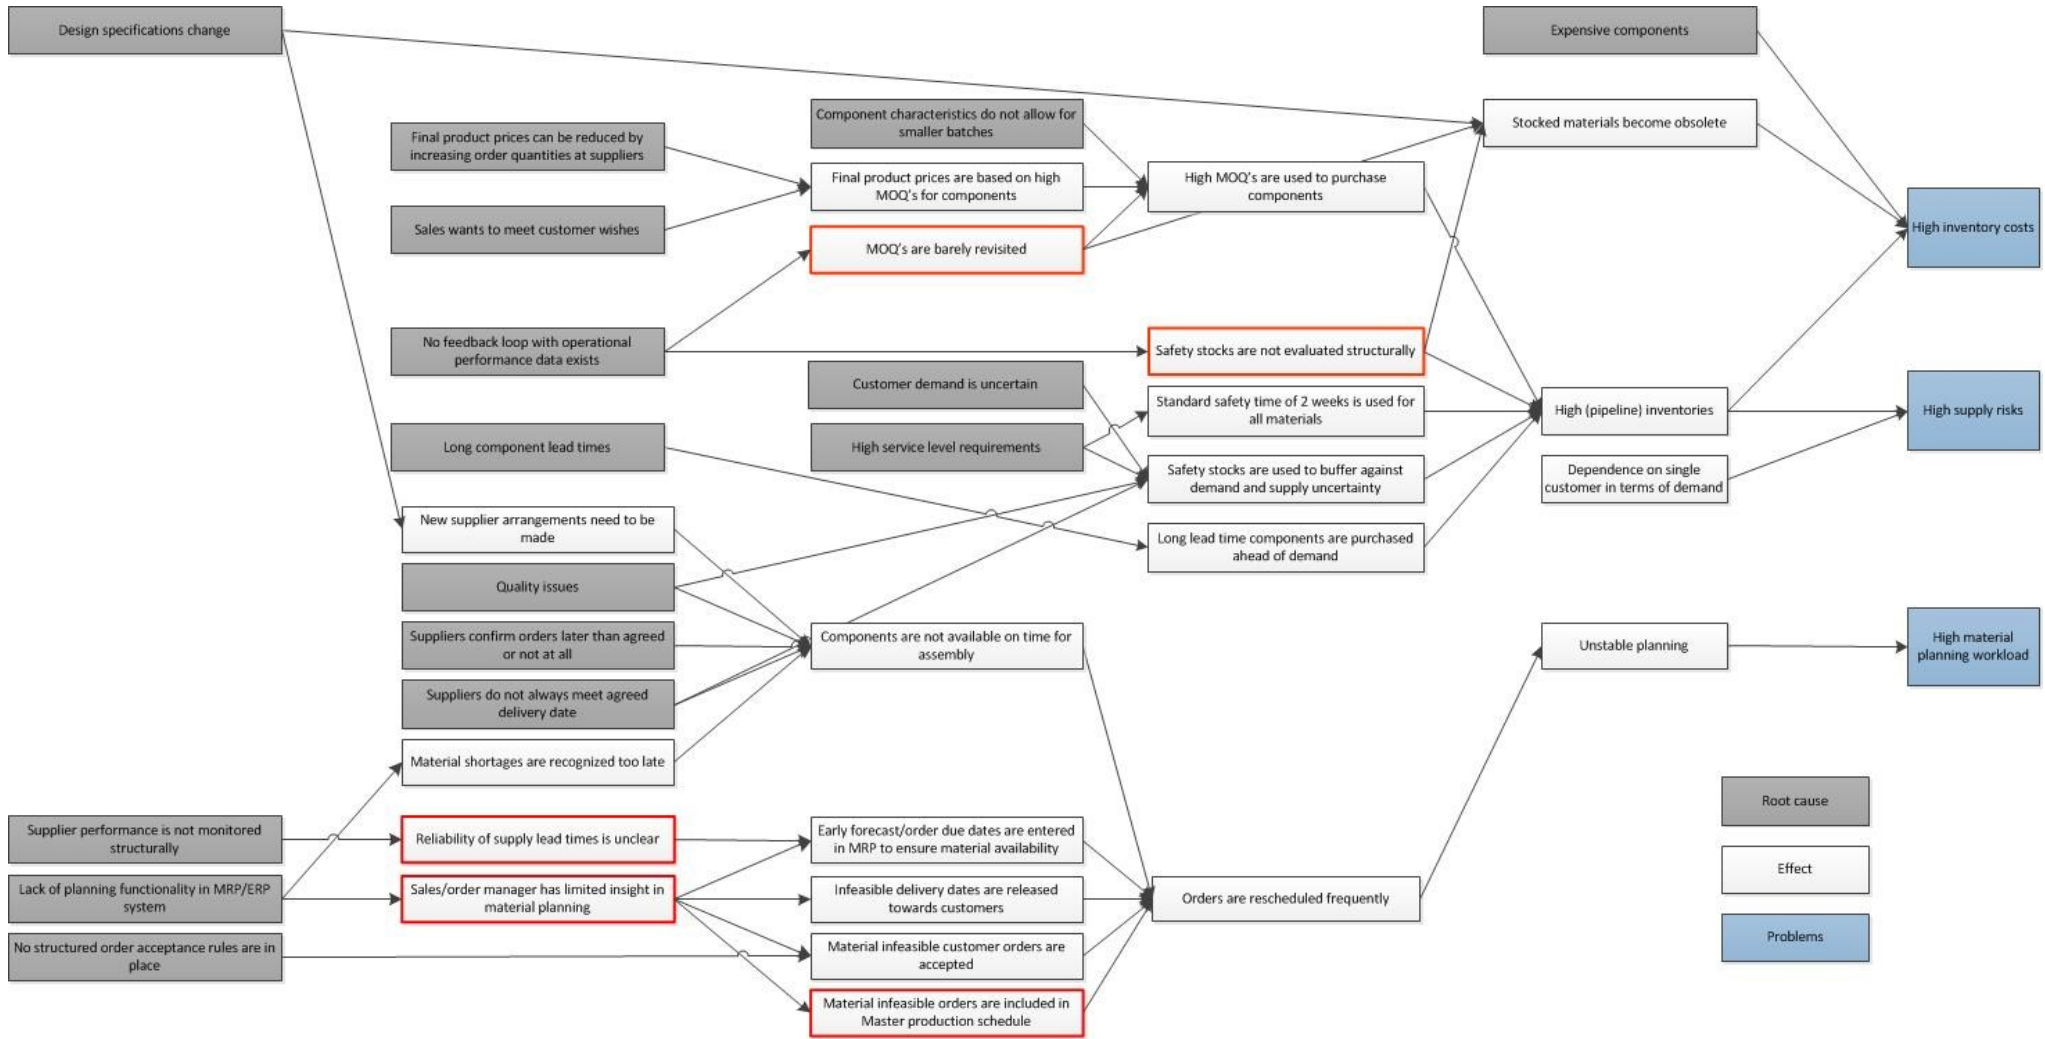 Design specifications change
Expensive components
Component characteristics do not allow for
smaller batches
Stocked materials become obsolete
Final product prices can be reduced by
increasing order quantities at suppliers
Final product prices are based on high
MOQ's for components
High MOQ's are used to purchase
components
Sales wants to meet customer wishes
MOQ's are barely revisited
High inventory costs
No feedback loop with operational
performance data exists
Safety stocks are not evaluated structurally
Customer demand is uncertain
Standard safety time of 2 weeks is used for
all materials
High (pipeline) inventories
High supply risks
Long component lead times
High service level requirements
Safety stocks are used to buffer against
demand and supply uncertainty
Dependence on single
customer in terms of demand
New supplier arrangements need to be
made
Long lead time components are purchased
ahead of demand
Quality issues
Suppliers confirm orders later than agreed
or not at all
Components are not available on time for
assembly
Unstable planning
High material
planning workload
Suppliers do not always meet agreed
delivery date
Material shortages are recognized too late
Supplier performance is not monitored
structurally
Reliability of supply lead times is unclear
Early forecast/order due dates are entered
in MRP to ensure material availability
Lack of planning functionality in MRP/ERP
system
Sales/order manager has limited insight in
material planning
Infeasible delivery dates are released
towards customers
Orders are rescheduled frequently
No structured order acceptance rules are in
place
Material infeasible customer orders are
accepted
Material infeasible orders are included in
Master production schedule
Root cause
Effect
Problems